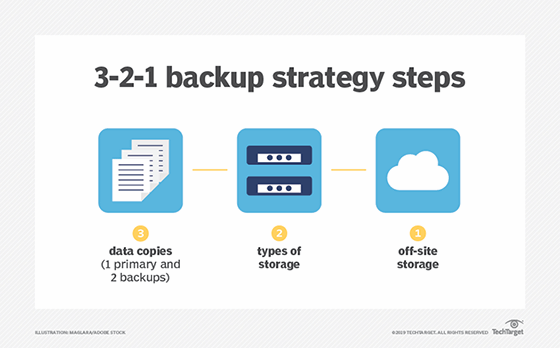 3-2-1 backup strategy steps
3
data copies
(1 primary and
2 backups)
2
types of
storage
1
off-site
storage
ILLUSTRATION: MAGLARA/ADOBE STOCK
©2019 TECHTARGET, ALL RIGHTS RESERVED
TechTarget